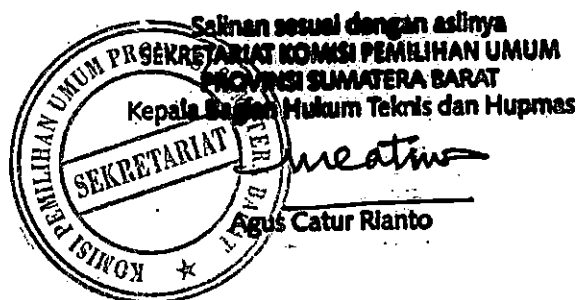 Salinan sesuai dengan aslinya
SEKRETARIAT KOMISI PEMILIHAN UMUM
PROVINSI SUMATERA BARAT
Kepala Bagian Hukum Teknis dan Hupmas
KOMISI PEMILIHAN UMUM
SEKRETARIAT
Agus Catur Rianto